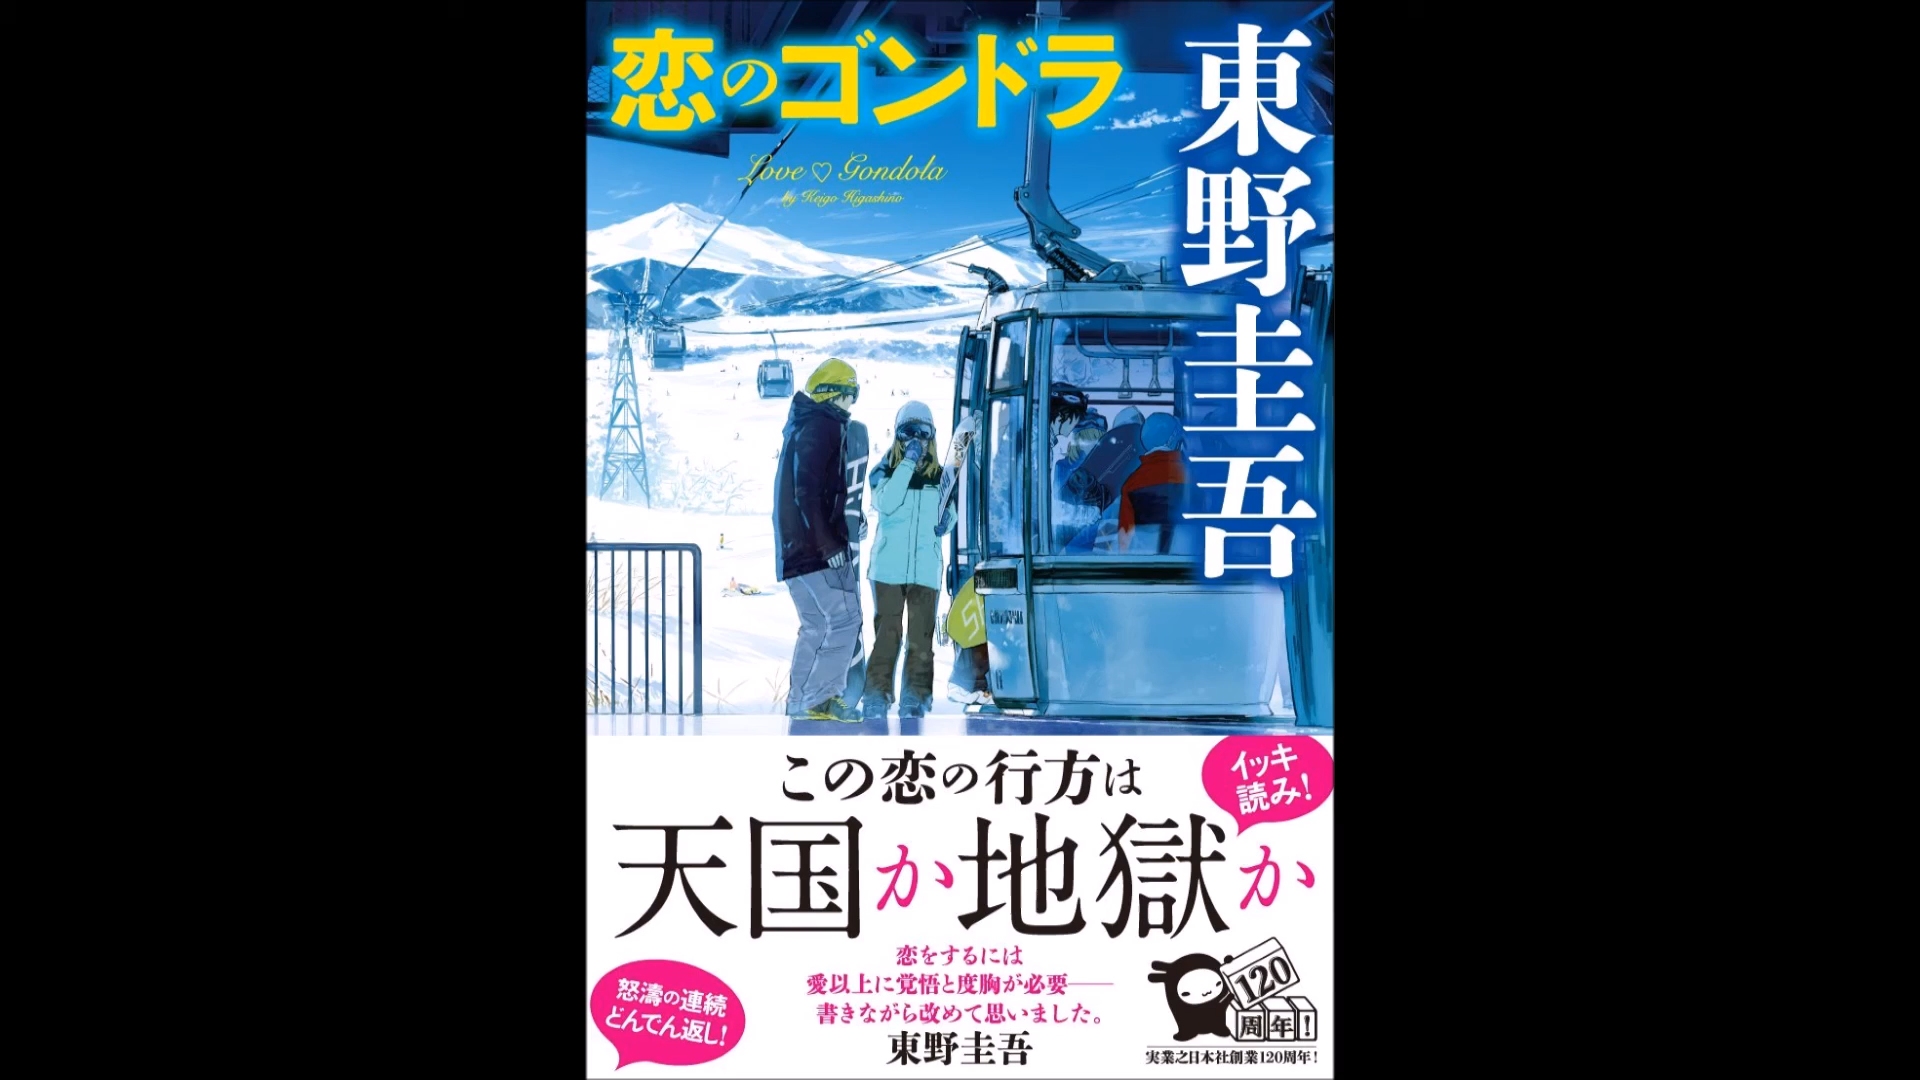 恋のゴンドラ
東野圭吾
Love♡Gondola
by Keigo Higashino
この恋の行方は
天国か地獄か
イッキ
読み!
恋をするには
愛以上に覚悟と度胸が必要──
書きながら改めて思いました。
東野圭吾
怒濤の連続
どんでん返し!
120
周年!
実業之日本社創業120周年!